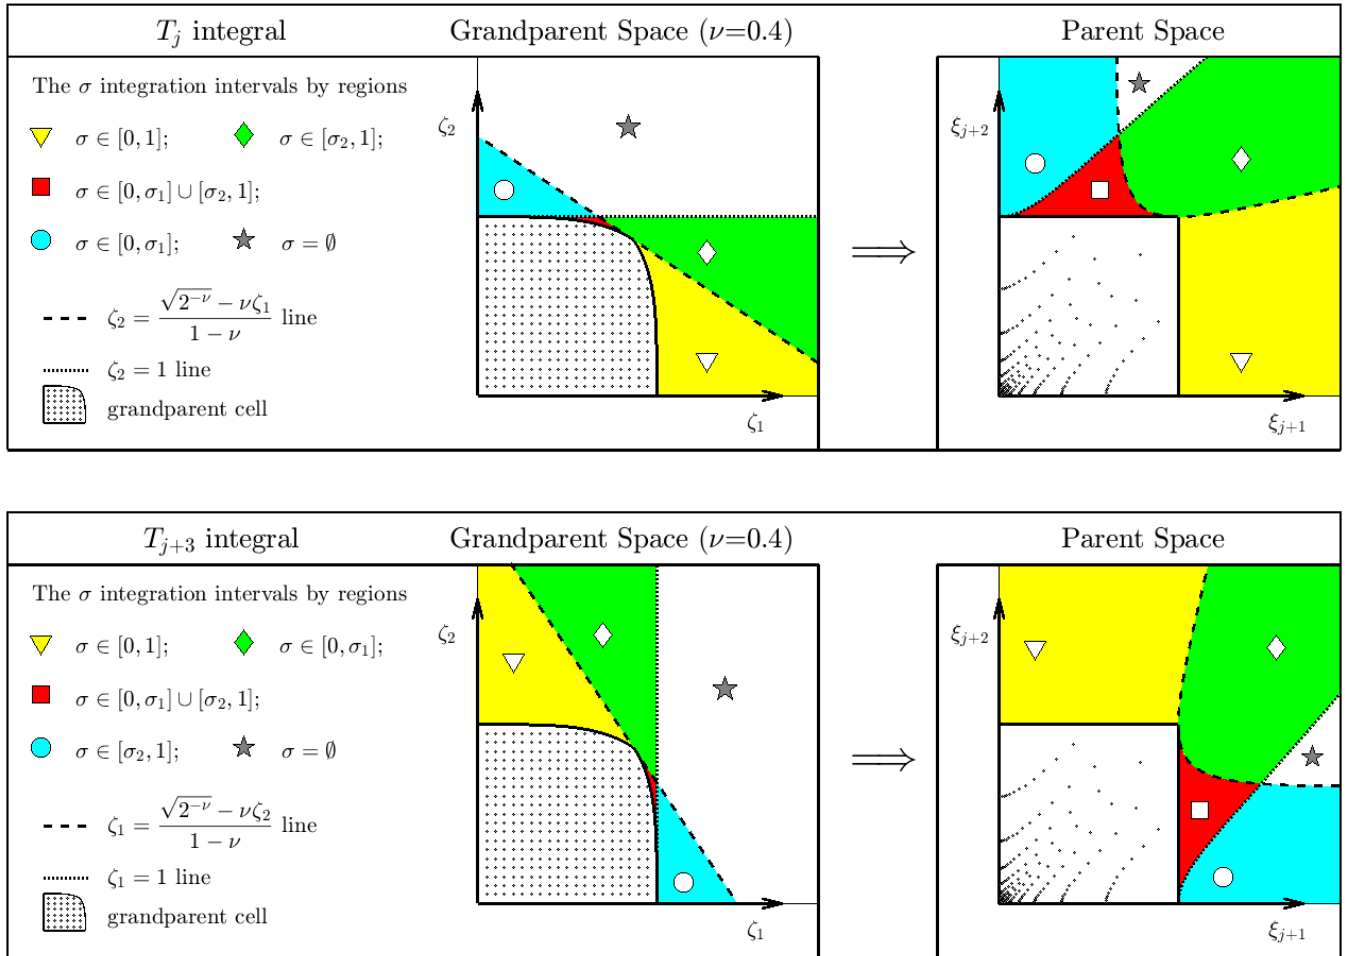 T_j integral
Grandparent Space (ν=0.4)
Parent Space
The σ integration intervals by regions
σ ∈ [0, 1];
σ ∈ [σ_2, 1];
σ ∈ [0, σ_1] ∪ [σ_2, 1];
σ ∈ [0, σ_1];
σ = ∅
ζ_2 = \frac{\sqrt{2^{-ν}} − νζ_1}{1 − ν} line
ζ_2 = 1 line
grandparent cell
ζ_2
ζ_1
⟹
ξ_{j+2}
ξ_{j+1}
T_{j+3} integral
Grandparent Space (ν=0.4)
Parent Space
The σ integration intervals by regions
σ ∈ [0, 1];
σ ∈ [0, σ_1];
σ ∈ [0, σ_1] ∪ [σ_2, 1];
σ ∈ [σ_2, 1];
σ = ∅
ζ_1 = \frac{\sqrt{2^{-ν}} − νζ_2}{1 − ν} line
ζ_1 = 1 line
grandparent cell
ζ_2
ζ_1
⟹
ξ_{j+2}
ξ_{j+1}